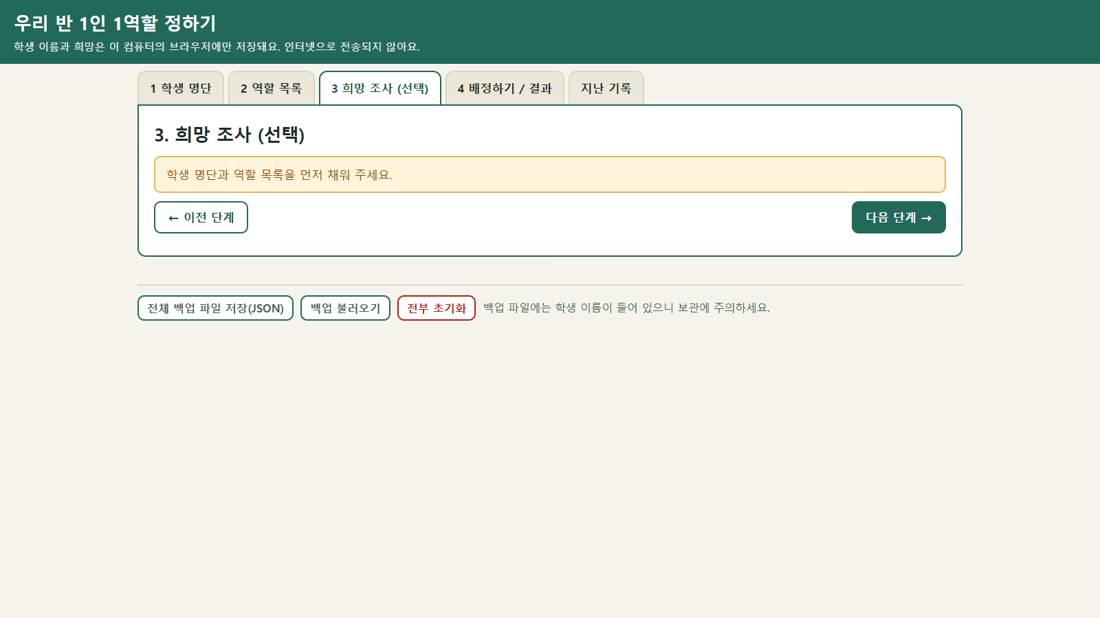 우리 반 1인 1역할 정하기
학생 이름과 희망은 이 컴퓨터의 브라우저에만 저장돼요. 인터넷으로 전송되지 않아요.
1 학생 명단
2 역할 목록
3 희망 조사 (선택)
4 배정하기 / 결과
지난 기록
3. 희망 조사 (선택)
학생 명단과 역할 목록을 먼저 채워 주세요.
← 이전 단계
다음 단계 →
전체 백업 파일 저장(JSON)
백업 불러오기
전부 초기화
백업 파일에는 학생 이름이 들어 있으니 보관에 주의하세요.